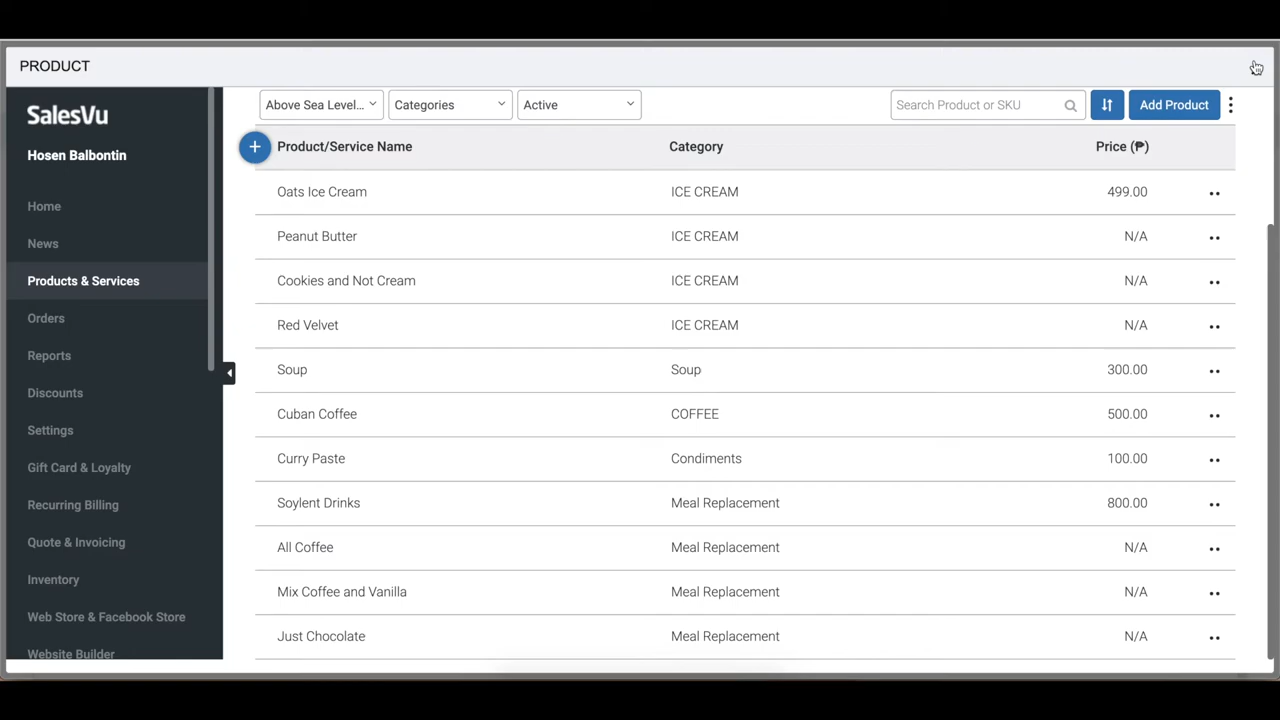 PRODUCT
SalesVu
Hosen Balbontin
Home
News
Products & Services
Orders
Reports
Discounts
Settings
Gift Card & Loyalty
Recurring Billing
Quote & Invoicing
Inventory
Web Store & Facebook Store
Website Builder
Above Sea Level... Categories Active Search Product or SKU Add Product
Product/Service Name Category Price (₱)
Oats Ice Cream ICE CREAM 499.00
Peanut Butter ICE CREAM N/A
Cookies and Not Cream ICE CREAM N/A
Red Velvet ICE CREAM N/A
Soup Soup 300.00
Cuban Coffee COFFEE 500.00
Curry Paste Condiments 100.00
Soylent Drinks Meal Replacement 800.00
All Coffee Meal Replacement N/A
Mix Coffee and Vanilla Meal Replacement N/A
Just Chocolate Meal Replacement N/A